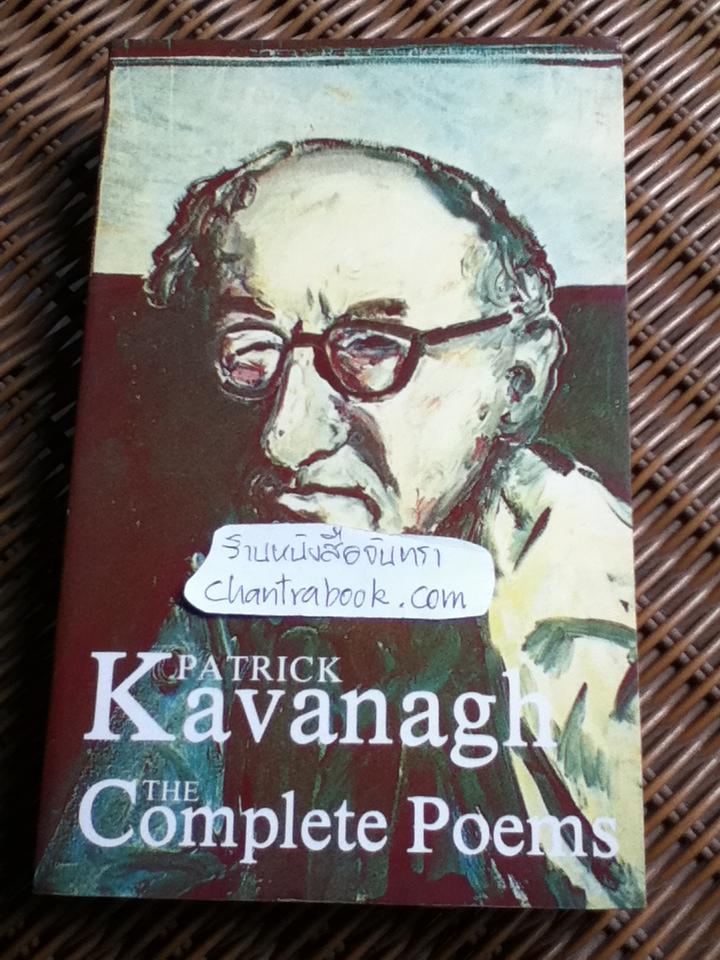 ร้านหนังสือจันทรา
chantrabook.com
PATRICK
Kavanagh
THE
Complete Poems